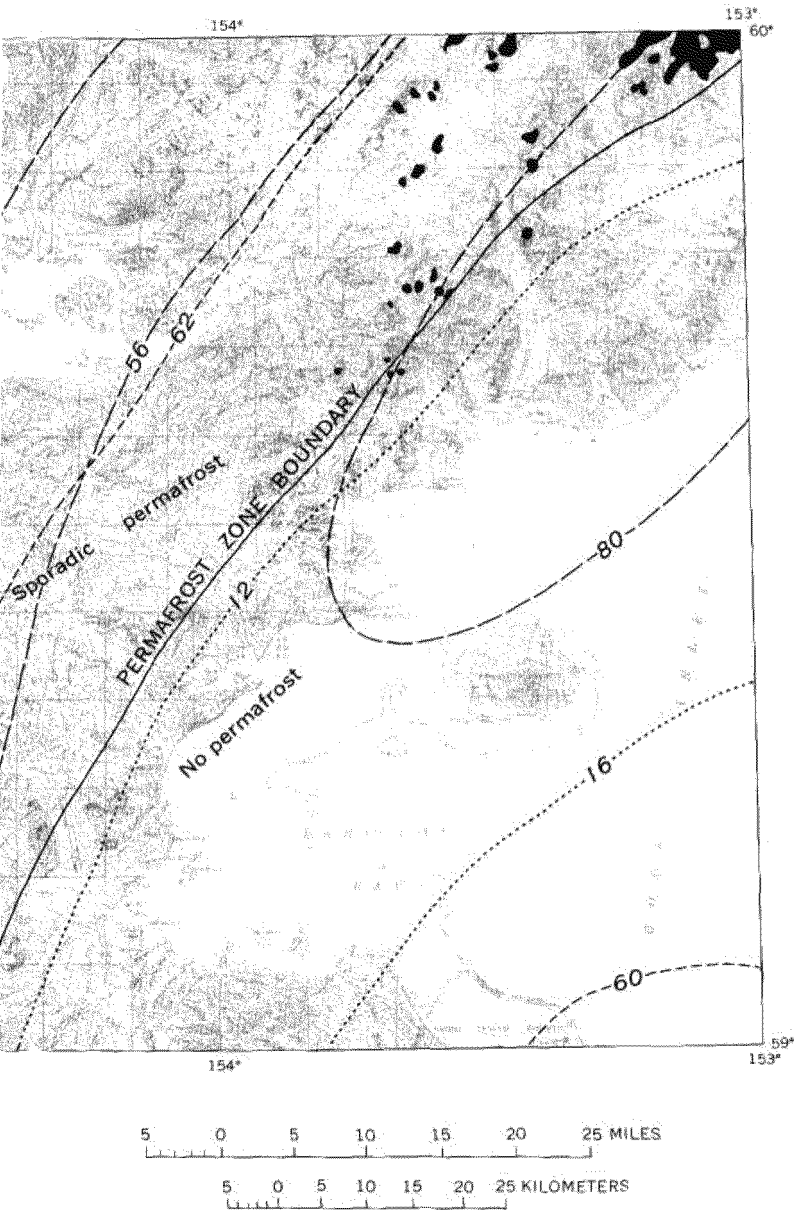 154°
153°
60°
56
62
Sporadic permafrost
PERMAFROST ZONE BOUNDARY
12
80
No permafrost
16
60
59°
154°
153°
5 0 5 10 15 20 25 MILES
5 0 5 10 15 20 25 KILOMETERS